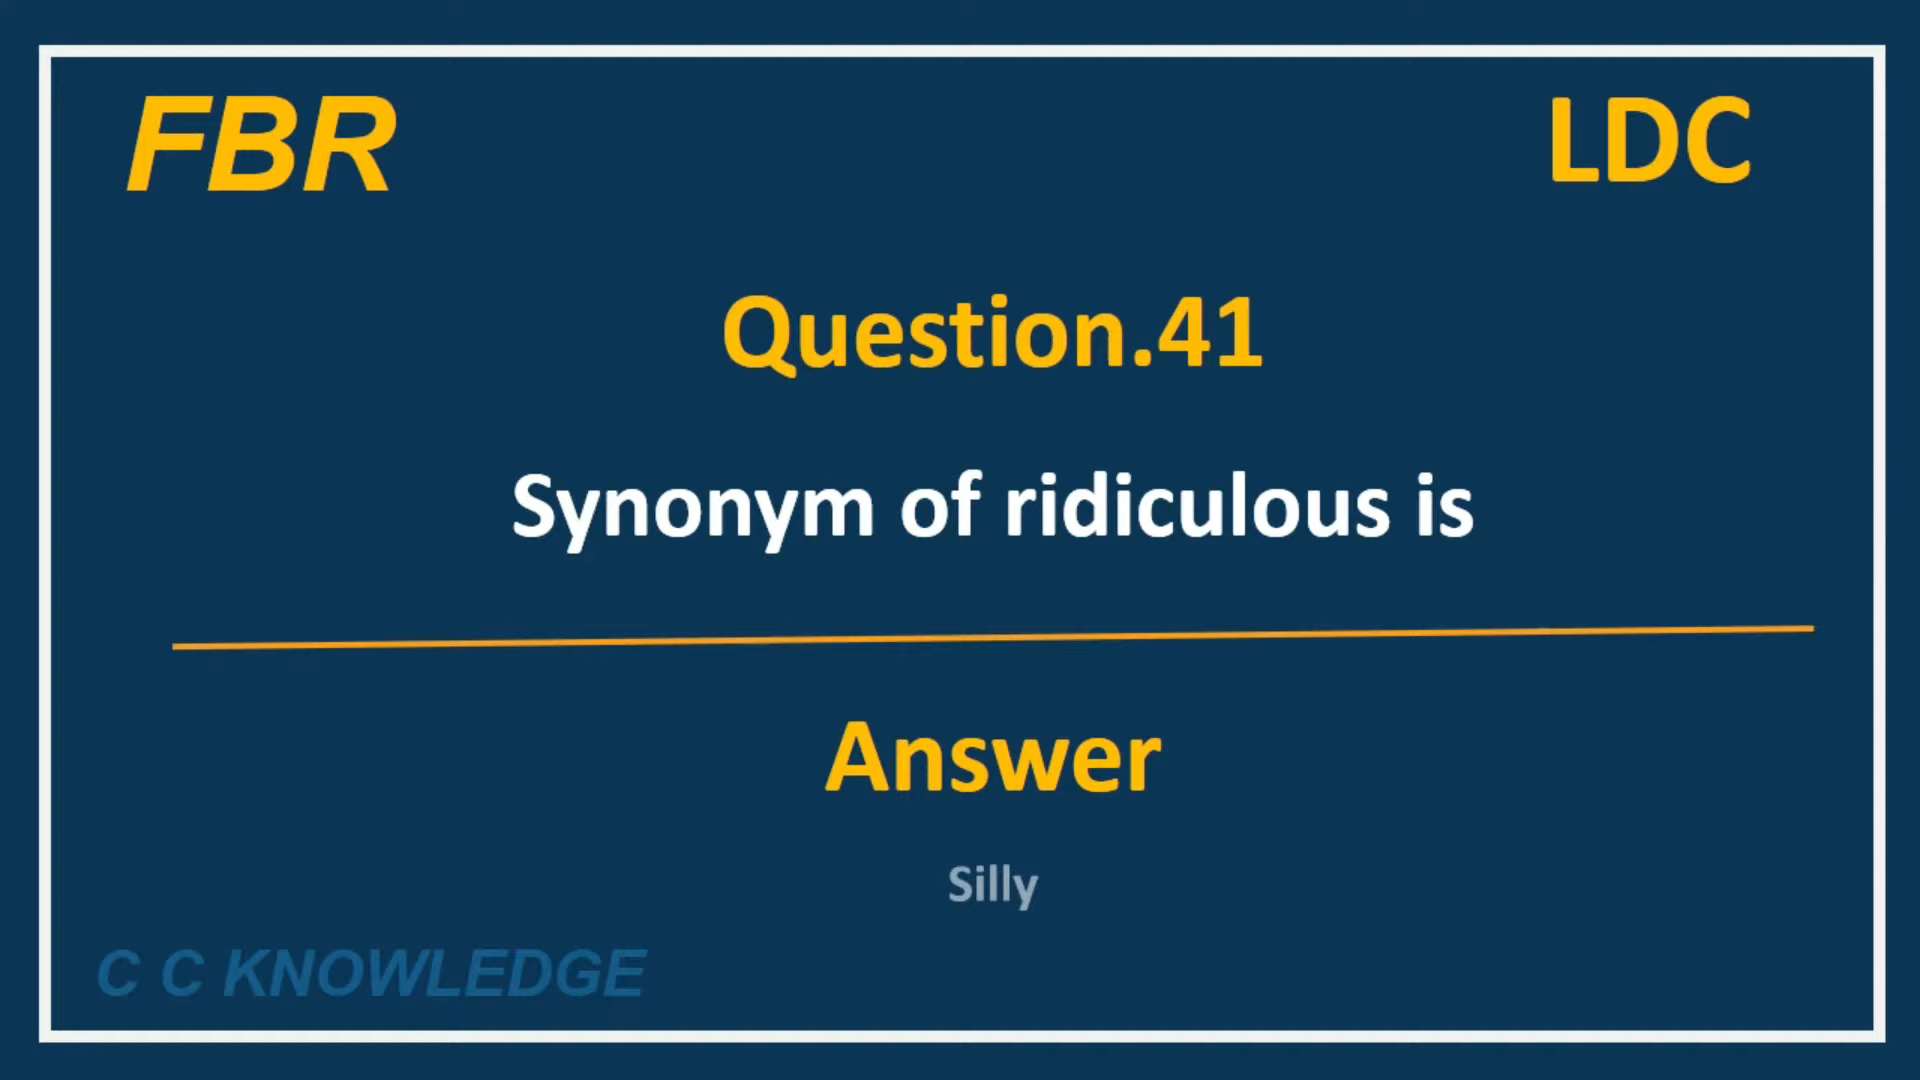 FBR
LDC
Question.41
Synonym of ridiculous is
Answer
Silly
C C KNOWLEDGE